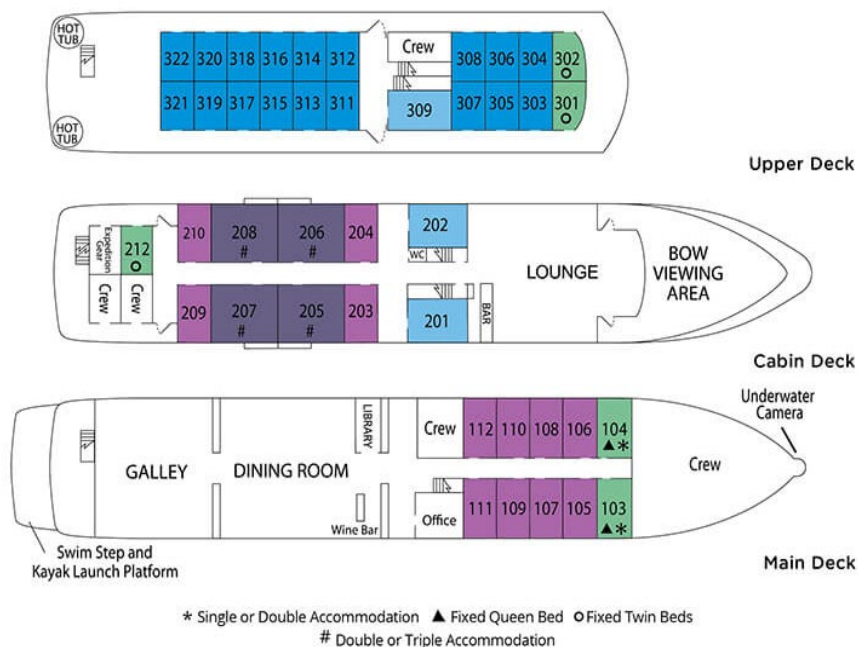 HOT
TUB
322 320 318 316 314 312
Crew
308 306 304 302
321 319 317 315 313 311
309
307 305 303 301
HOT
TUB
Upper Deck
Expedition
Gear
212
210 208 206 204
# #
202
WC
LOUNGE
BOW
VIEWING
AREA
Crew Crew
209 207 205 203
# #
201
BAR
Cabin Deck
Underwater
Camera
GALLEY
DINING ROOM
LIBRARY
Crew
112 110 108 106 104
▲ *
Crew
Wine Bar
Office
111 109 107 105 103
▲ *
Swim Step and
Kayak Launch Platform
Main Deck
* Single or Double Accommodation ▲ Fixed Queen Bed O Fixed Twin Beds
# Double or Triple Accommodation